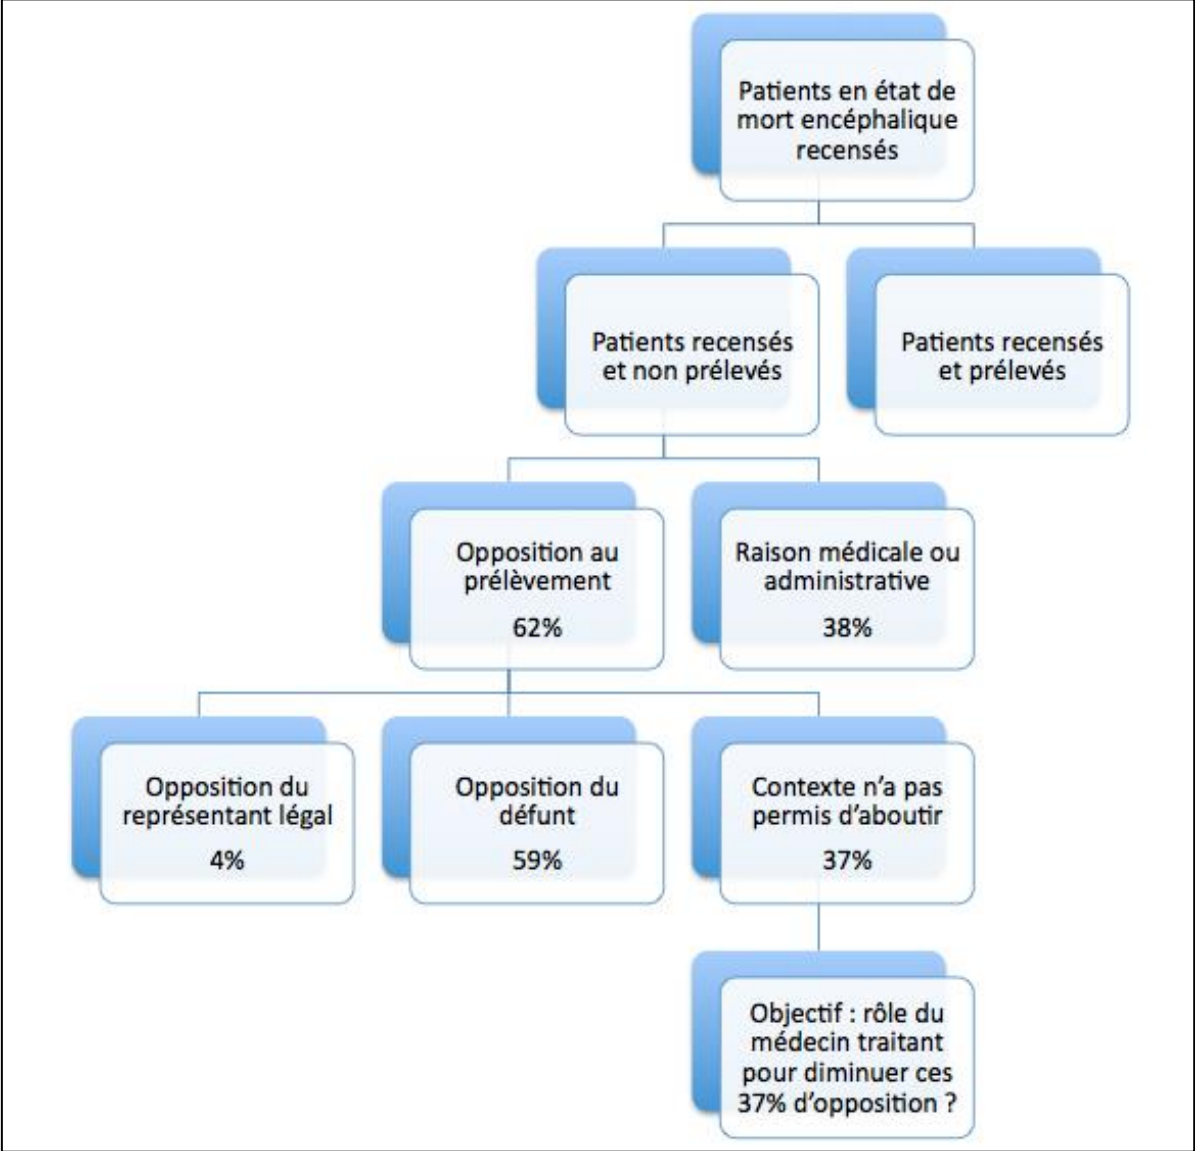 Patients en état de
mort encéphalique
recensés
Patients recensés
et non prélevés
Patients recensés
et prélevés
Opposition au
prélèvement
62%
Raison médicale ou
administrative
38%
Opposition du
représentant légal
4%
Opposition du
défunt
59%
Contexte n'a pas
permis d'aboutir
37%
Objectif : rôle du
médecin traitant
pour diminuer ces
37% d'opposition ?